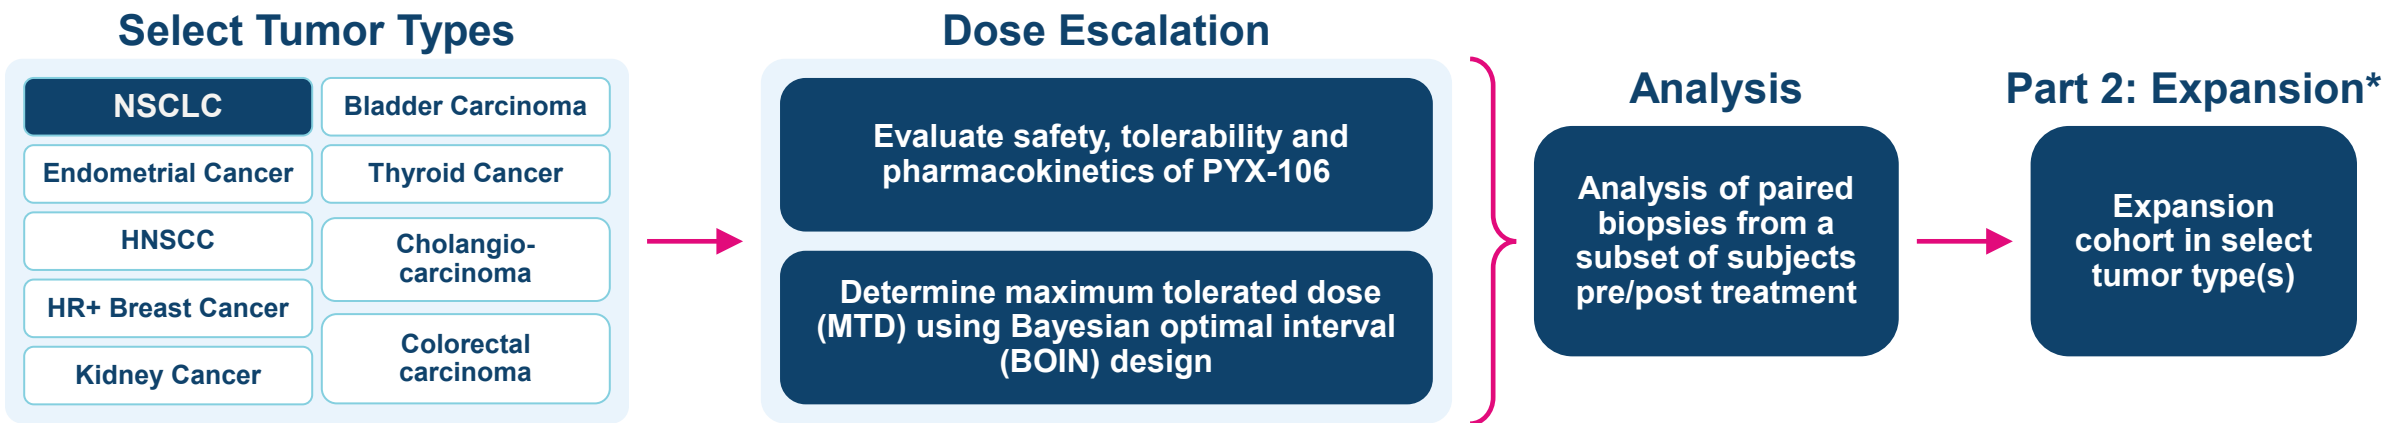 Select Tumor Types
NSCLC
Endometrial Cancer
HNSCC
HR+ Breast Cancer
Kidney Cancer
Bladder Carcinoma
Thyroid Cancer
Cholangio-
carcinoma
Colorectal
carcinoma
Dose Escalation
Evaluate safety, tolerability and
pharmacokinetics of PYX-106
Determine maximum tolerated dose
(MTD) using Bayesian optimal interval
(BOIN) design
Analysis
Analysis of paired
biopsies from a
subset of subjects
pre/post treatment
Part 2: Expansion*
Expansion
cohort in select
tumor type(s)